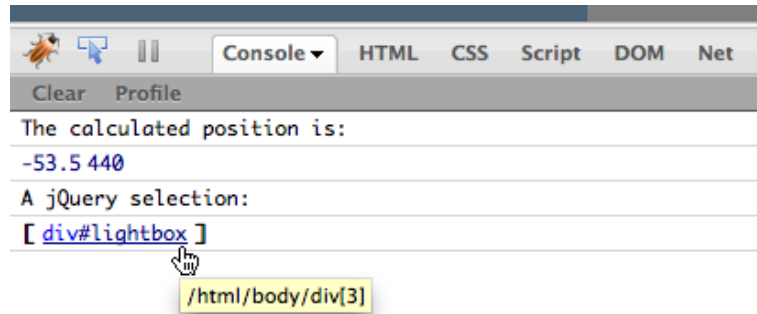 Console HTML CSS Script DOM Net
Clear Profile
The calculated position is:
-53.5 440
A jQuery selection:
[ div#lightbox ]
/html/body/div[3]